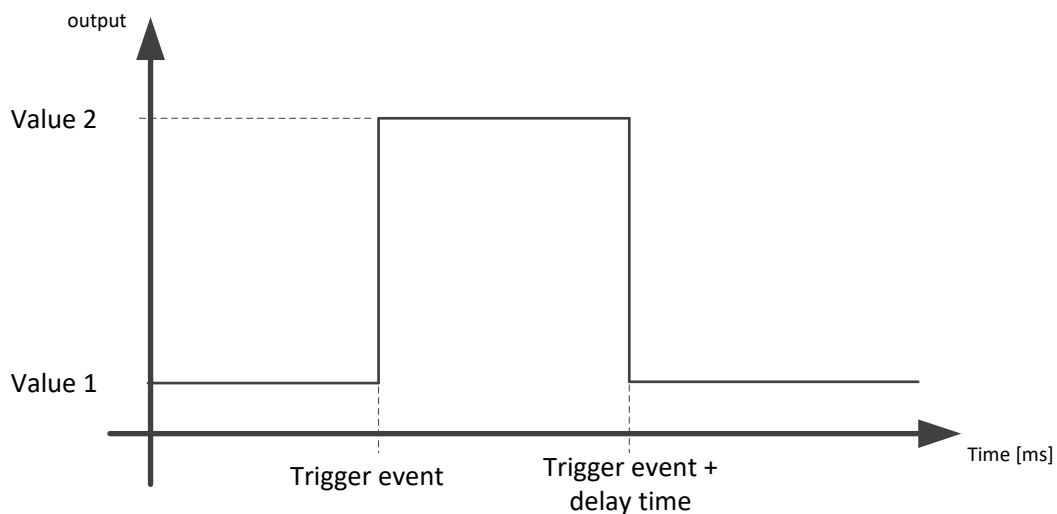 output
Value 2
Value 1
Time [ms]
Trigger event
Trigger event +
delay time